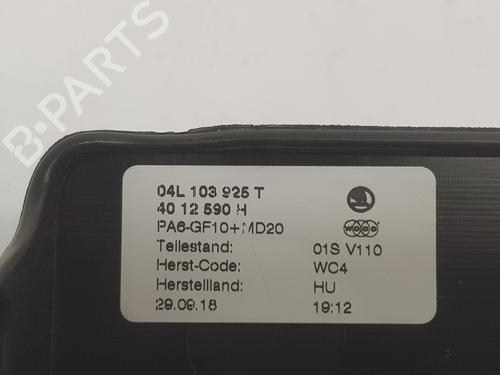 B-PARTS
04L 103 925 T
40 12 590 H
PA6-GF10+MD20
Teilestand: 01S V110
Herst-Code: WC4
Herstellland: HU
29.09.18 19:12